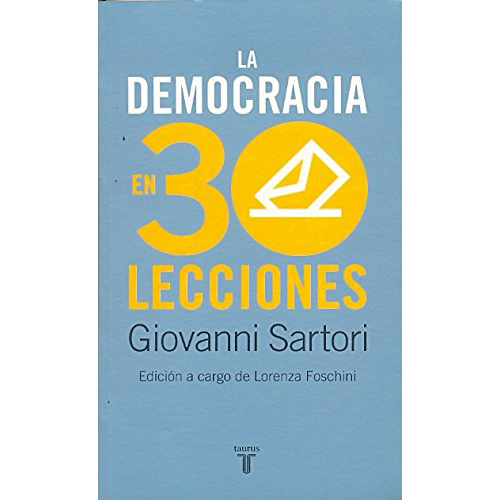 LA
DEMOCRACIA
EN 30
LECCIONES
Giovanni Sartori
Edición a cargo de Lorenza Foschini
taurus
T